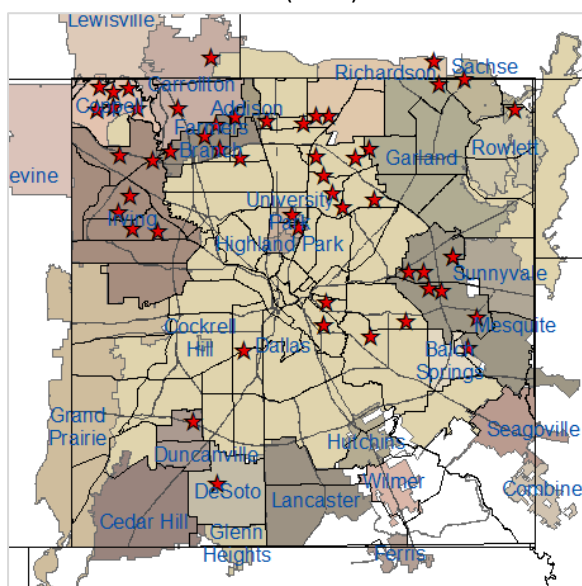 Lewisville
Richardson
Sachse
Carrollton
Coppell
Addison
Farmers
Branch
Garland
Rowlett
evine
University
Park
Irving
Highland Park
Sunnyvale
Cockrell
Hill
Dallas
Mesquite
Balch
Springs
Grand
Prairie
Seagoville
Hutchins
Duncanville
Wilmer
DeSoto
Combine
Lancaster
Cedar Hill
Glenn
Heights
Ferris